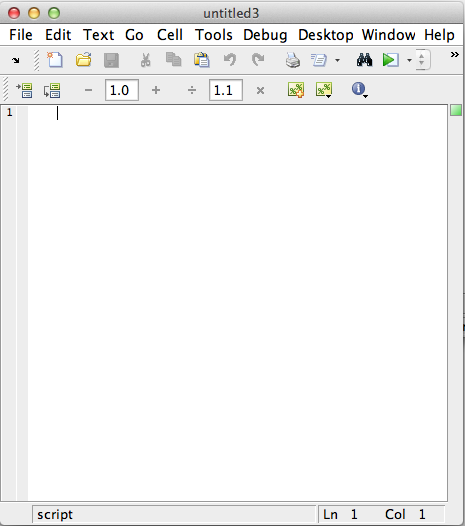 untitled3
File Edit Text Go Cell Tools Debug Desktop Window Help
− 1.0 + ÷ 1.1 ×
1
script Ln 1 Col 1